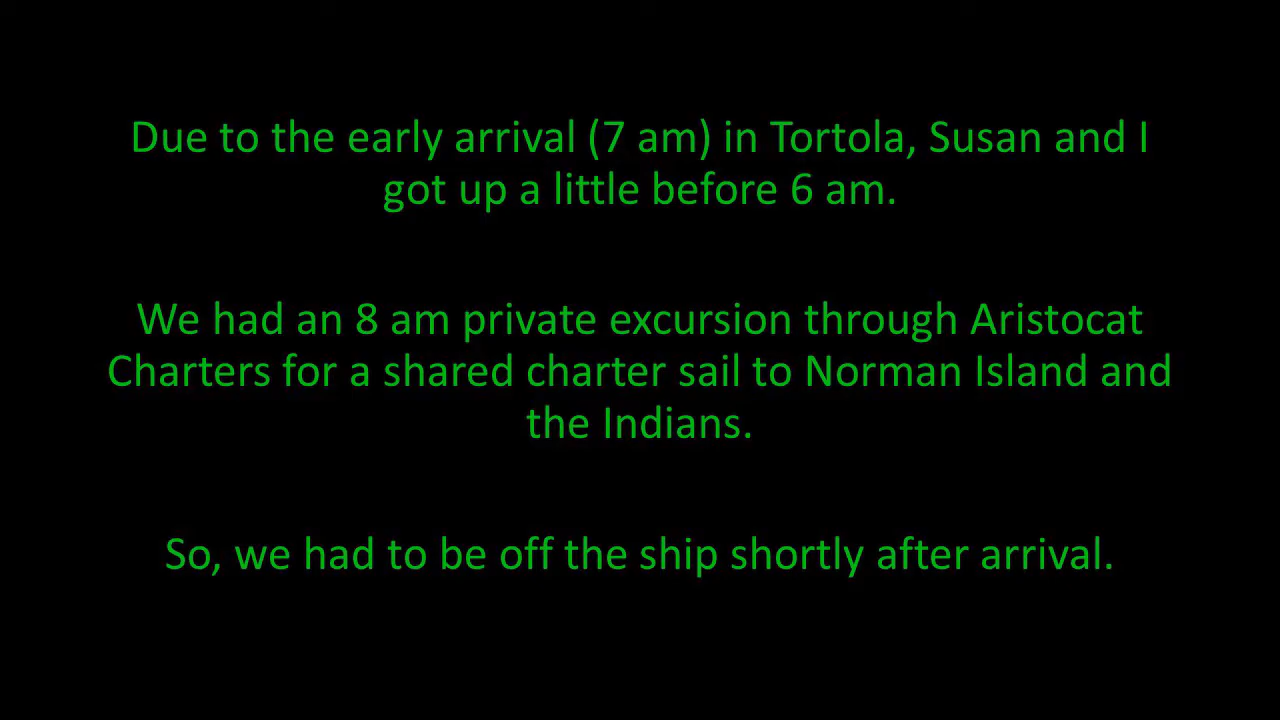 Due to the early arrival (7 am) in Tortola, Susan and I
got up a little before 6 am.
We had an 8 am private excursion through Aristocat
Charters for a shared charter sail to Norman Island and
the Indians.
So, we had to be off the ship shortly after arrival.